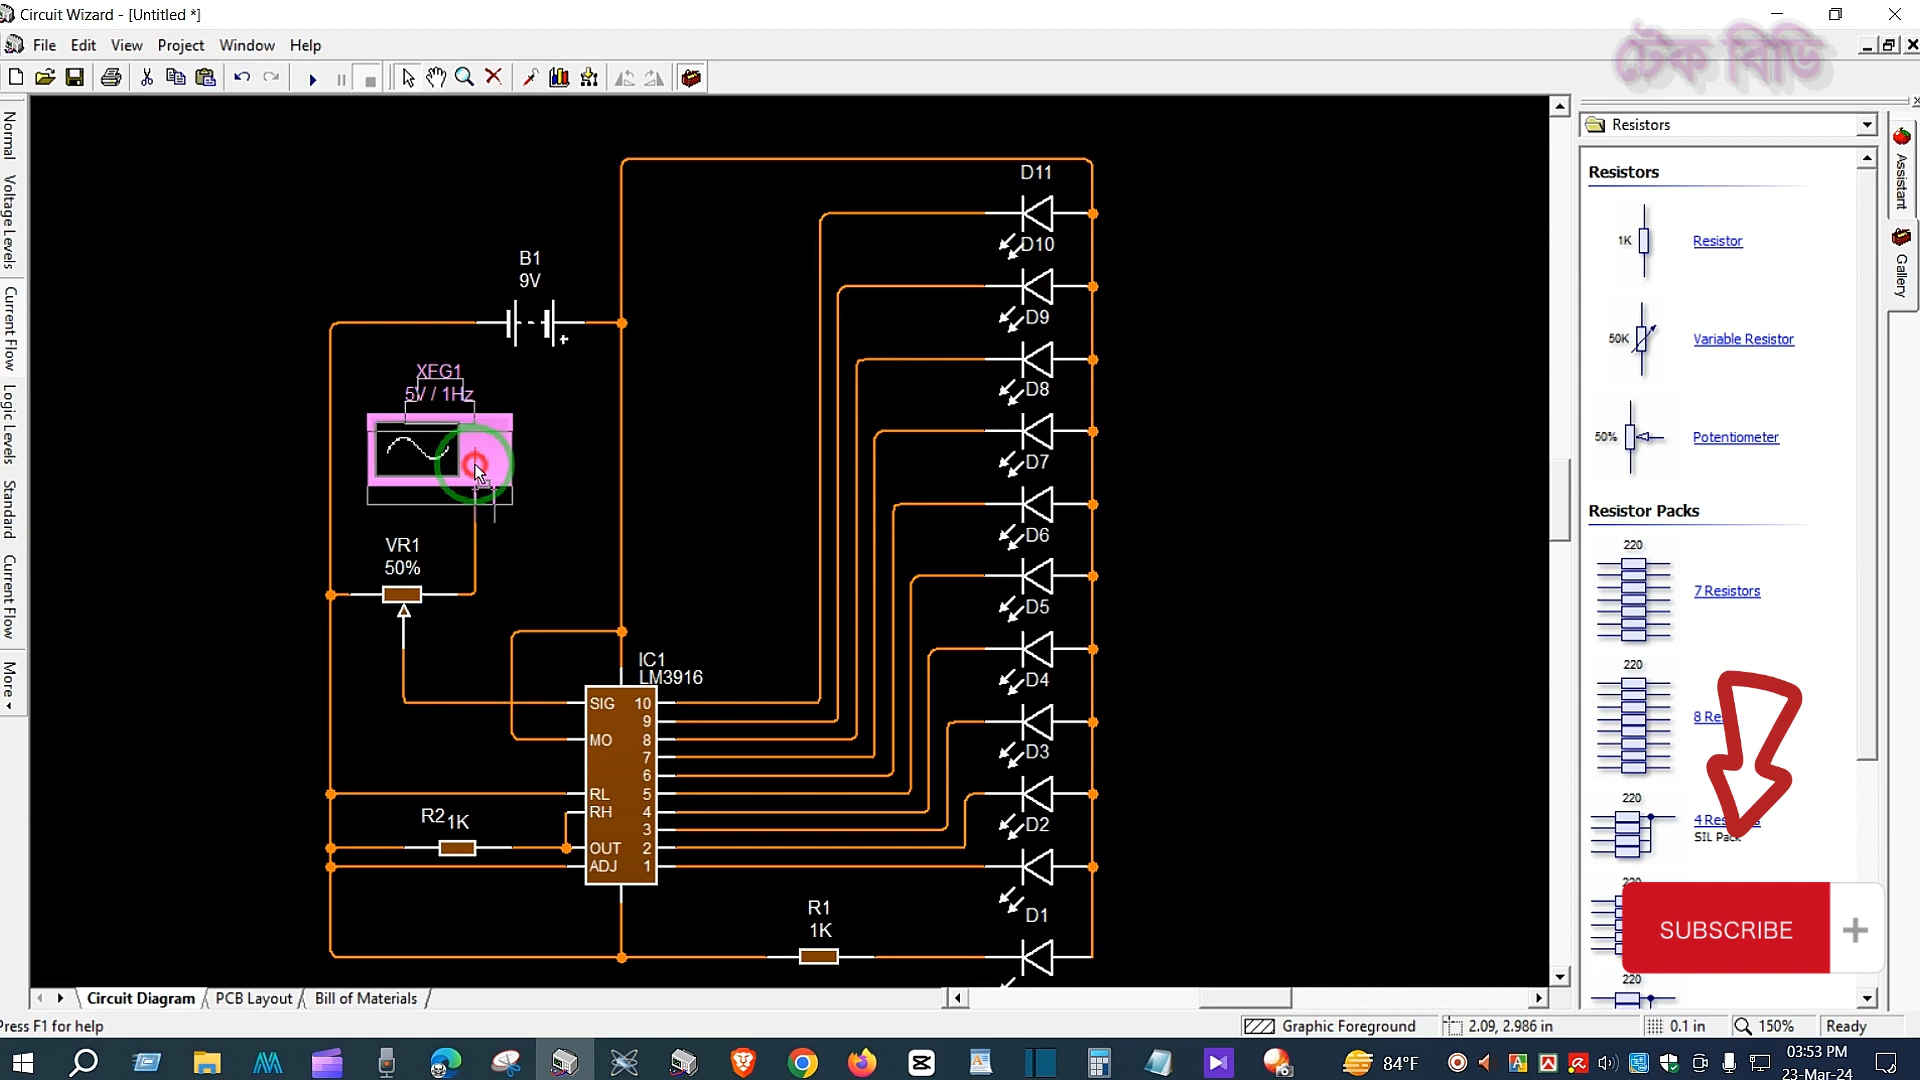 Circuit Wizard - [Untitled *]
টেক বিডি
File Edit View Project Window Help
Normal
Voltage Levels
Current Flow
Logic Levels
Standard
Current Flow
More
B1
9V
XFG1
5V / 1Hz
VR1
50%
IC1
LM3916
SIG 10
9
MO 8
7
6
RL 5
RH 4
3
OUT 2
ADJ 1
R2 1K
R1
1K
D11
D10
D9
D8
D7
D6
D5
D4
D3
D2
D1
Resistors
Resistors
1K Resistor
50K Variable Resistor
50% Potentiometer
Resistor Packs
220
7 Resistors
220
8
220
4
SIL Pack
220
220
Assistant
Gallery
SUBSCRIBE +
Circuit Diagram PCB Layout Bill of Materials
Press F1 for help
Graphic Foreground 2.09, 2.986 in 0.1 in 150% Ready
84°F
03:53 PM
23-Mar-24